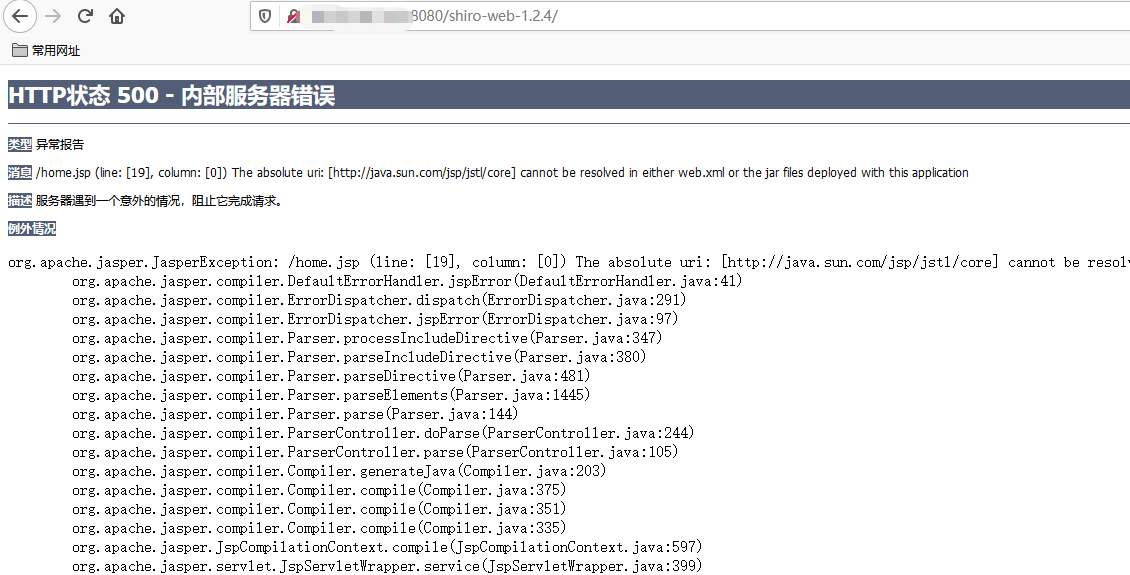 8080/shiro-web-1.2.4/
常用网址
HTTP状态 500 - 内部服务器错误
类型 异常报告
消息 /home.jsp (line: [19], column: [0]) The absolute uri: [http://java.sun.com/jsp/jstl/core] cannot be resolved in either web.xml or the jar files deployed with this application
描述 服务器遇到一个意外的情况，阻止它完成请求。
例外情况
org.apache.jasper.JasperException: /home.jsp (line: [19], column: [0]) The absolute uri: [http://java.sun.com/jsp/jstl/core] cannot be resolv
org.apache.jasper.compiler.DefaultErrorHandler.jspError(DefaultErrorHandler.java:41)
org.apache.jasper.compiler.ErrorDispatcher.dispatch(ErrorDispatcher.java:291)
org.apache.jasper.compiler.ErrorDispatcher.jspError(ErrorDispatcher.java:97)
org.apache.jasper.compiler.Parser.processIncludeDirective(Parser.java:347)
org.apache.jasper.compiler.Parser.parseIncludeDirective(Parser.java:380)
org.apache.jasper.compiler.Parser.parseDirective(Parser.java:481)
org.apache.jasper.compiler.Parser.parseElements(Parser.java:1445)
org.apache.jasper.compiler.Parser.parse(Parser.java:144)
org.apache.jasper.compiler.ParserController.doParse(ParserController.java:244)
org.apache.jasper.compiler.ParserController.parse(ParserController.java:105)
org.apache.jasper.compiler.Compiler.generateJava(Compiler.java:203)
org.apache.jasper.compiler.Compiler.compile(Compiler.java:375)
org.apache.jasper.compiler.Compiler.compile(Compiler.java:351)
org.apache.jasper.compiler.Compiler.compile(Compiler.java:335)
org.apache.jasper.JspCompilationContext.compile(JspCompilationContext.java:597)
org.apache.jasper.servlet.JspServletWrapper.service(JspServletWrapper.java:399)